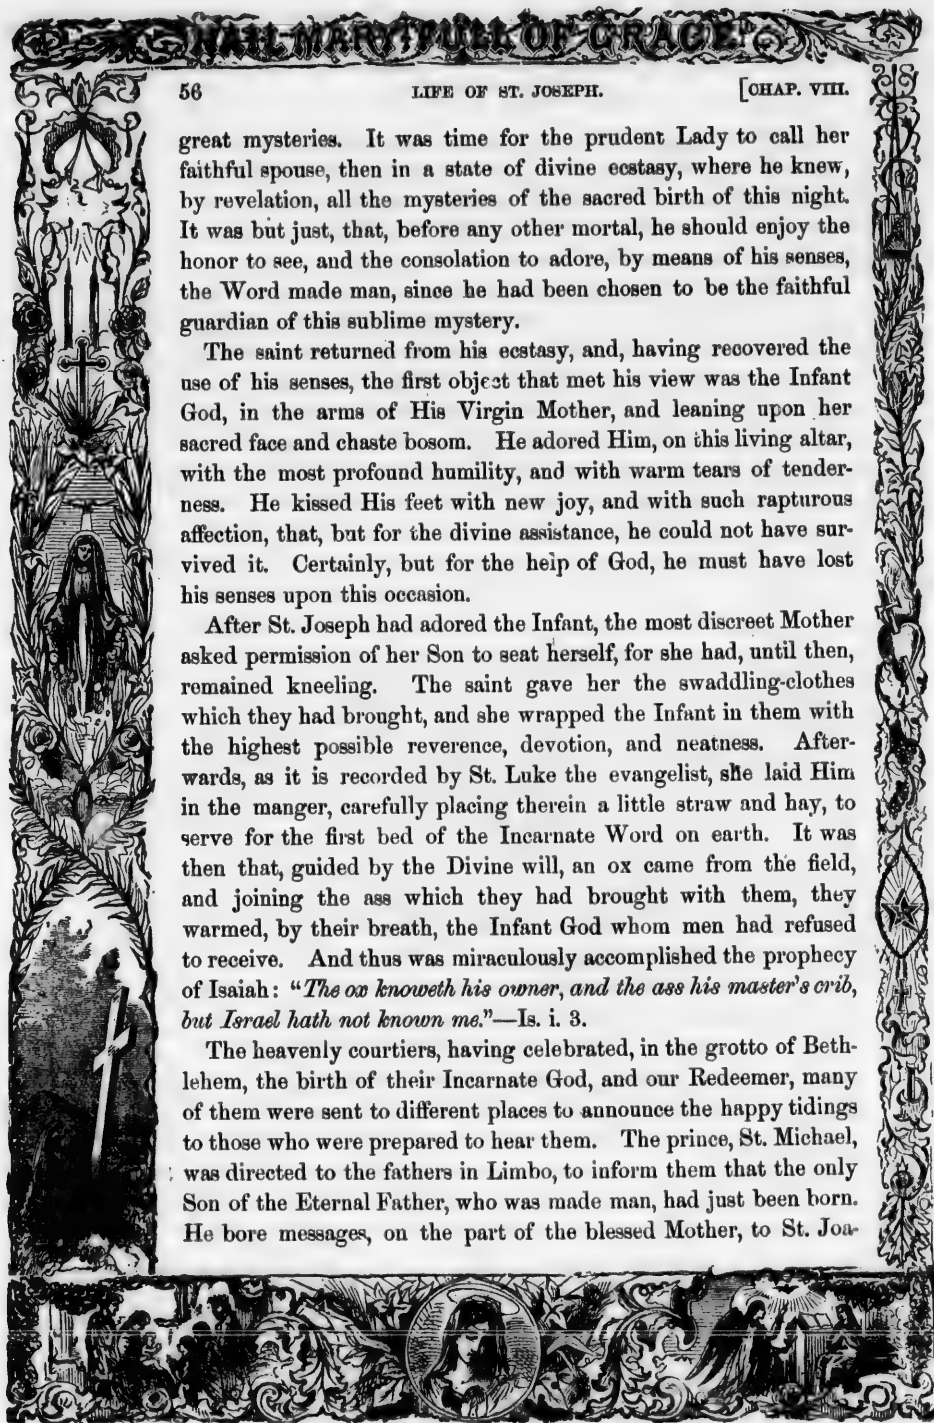 HAIL MARY! FULL OF GRACE
56 LIFE OF ST. JOSEPH. [CHAP. VIII.
great mysteries. It was time for the prudent Lady to call her
faithful spouse, then in a state of divine ecstasy, where he knew,
by revelation, all the mysteries of the sacred birth of this night.
It was but just, that, before any other mortal, he should enjoy the
honor to see, and the consolation to adore, by means of his senses,
the Word made man, since he had been chosen to be the faithful
guardian of this sublime mystery.
The saint returned from his ecstasy, and, having recovered the
use of his senses, the first object that met his view was the Infant
God, in the arms of His Virgin Mother, and leaning upon her
sacred face and chaste bosom. He adored Him, on this living altar,
with the most profound humility, and with warm tears of tender-
ness. He kissed His feet with new joy, and with such rapturous
affection, that, but for the divine assistance, he could not have sur-
vived it. Certainly, but for the help of God, he must have lost
his senses upon this occasion.
After St. Joseph had adored the Infant, the most discreet Mother
asked permission of her Son to seat herself, for she had, until then,
remained kneeling. The saint gave her the swaddling-clothes
which they had brought, and she wrapped the Infant in them with
the highest possible reverence, devotion, and neatness. After-
wards, as it is recorded by St. Luke the evangelist, she laid Him
in the manger, carefully placing therein a little straw and hay, to
serve for the first bed of the Incarnate Word on earth. It was
then that, guided by the Divine will, an ox came from the field,
and joining the ass which they had brought with them, they
warmed, by their breath, the Infant God whom men had refused
to receive. And thus was miraculously accomplished the prophecy
of Isaiah: "The ox knoweth his owner, and the ass his master's crib,
but Israel hath not known me."—Is. i. 3.
The heavenly courtiers, having celebrated, in the grotto of Beth-
lehem, the birth of their Incarnate God, and our Redeemer, many
of them were sent to different places to announce the happy tidings
to those who were prepared to hear them. The prince, St. Michael,
was directed to the fathers in Limbo, to inform them that the only
Son of the Eternal Father, who was made man, had just been born.
He bore messages, on the part of the blessed Mother, to St. Joa-